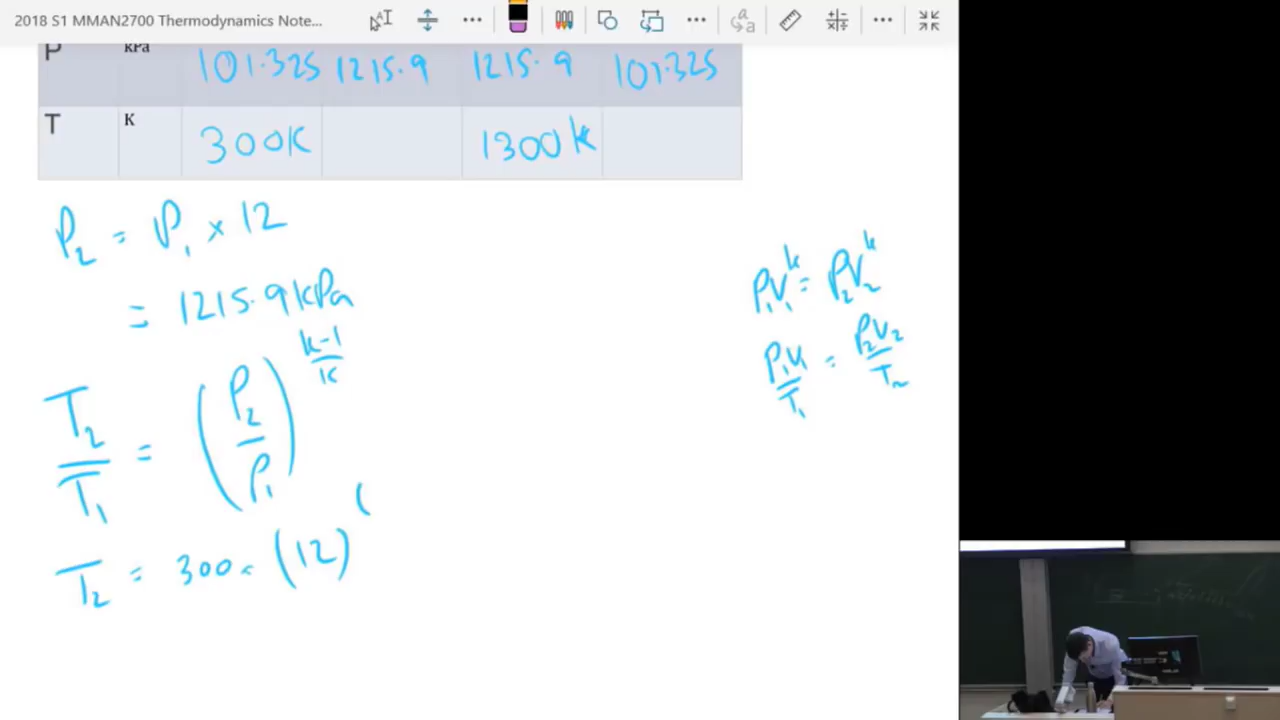 2018 S1 MMAN2700 Thermodynamics Note...
P kPa 101.325 1215.9 1215.9 101.325
T K 300K 1300K
P₂ = P₁ × 12
= 1215.9 kPa
T₂/T₁ = (P₂/P₁)^((k-1)/k)
T₂ = 300 × (12)^(
P₁V₁^k = P₂V₂^k
P₁V₁/T₁ = P₂V₂/T₂